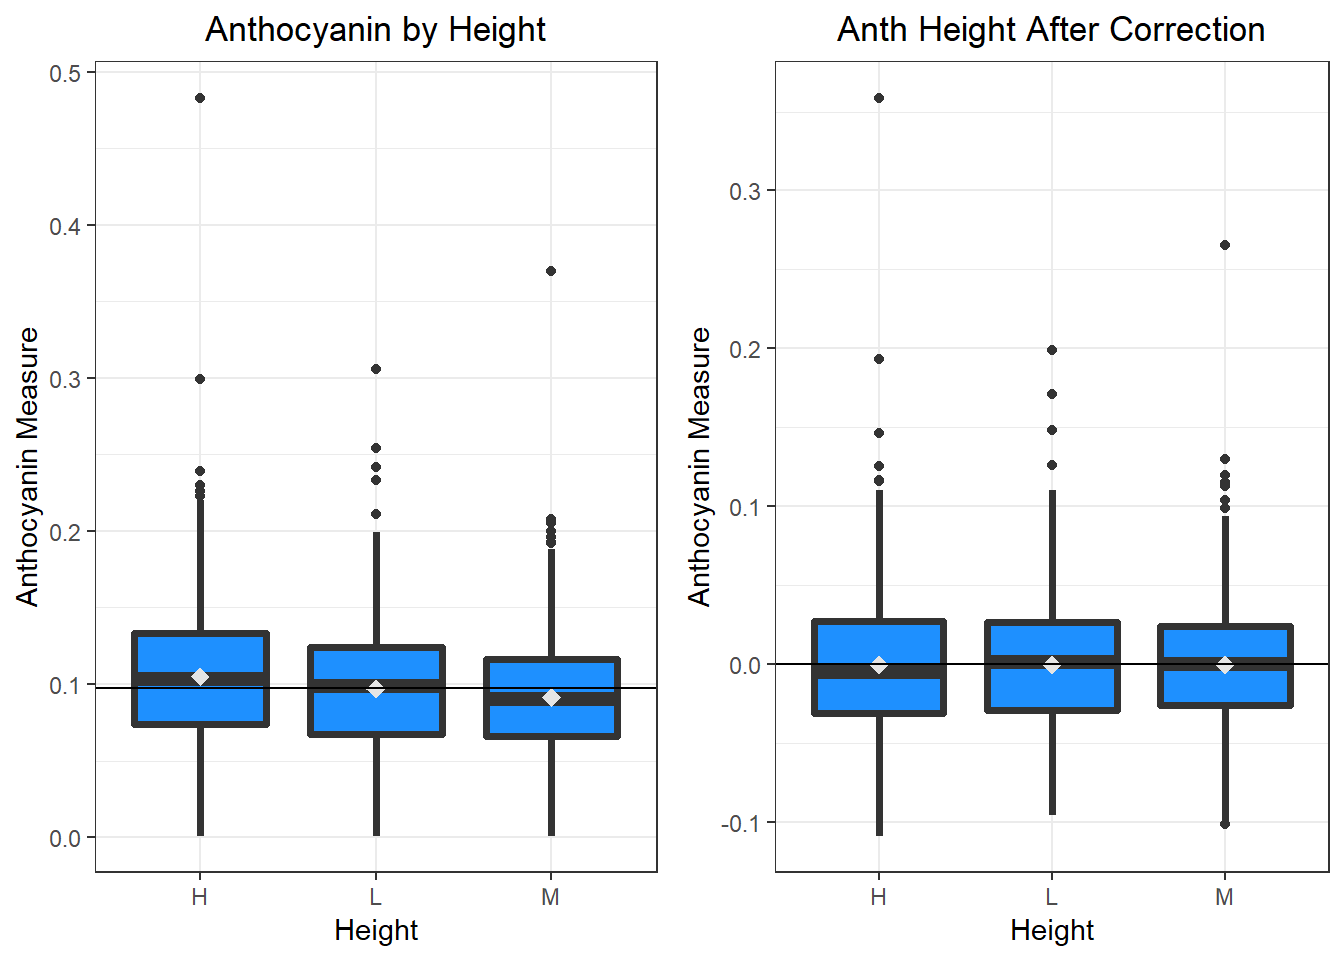 Anthocyanin by Height
Anthocyanin Measure
0.5
0.4
0.3
0.2
0.1
0.0
H L M
Height
Anth Height After Correction
Anthocyanin Measure
0.3
0.2
0.1
0.0
-0.1
H L M
Height